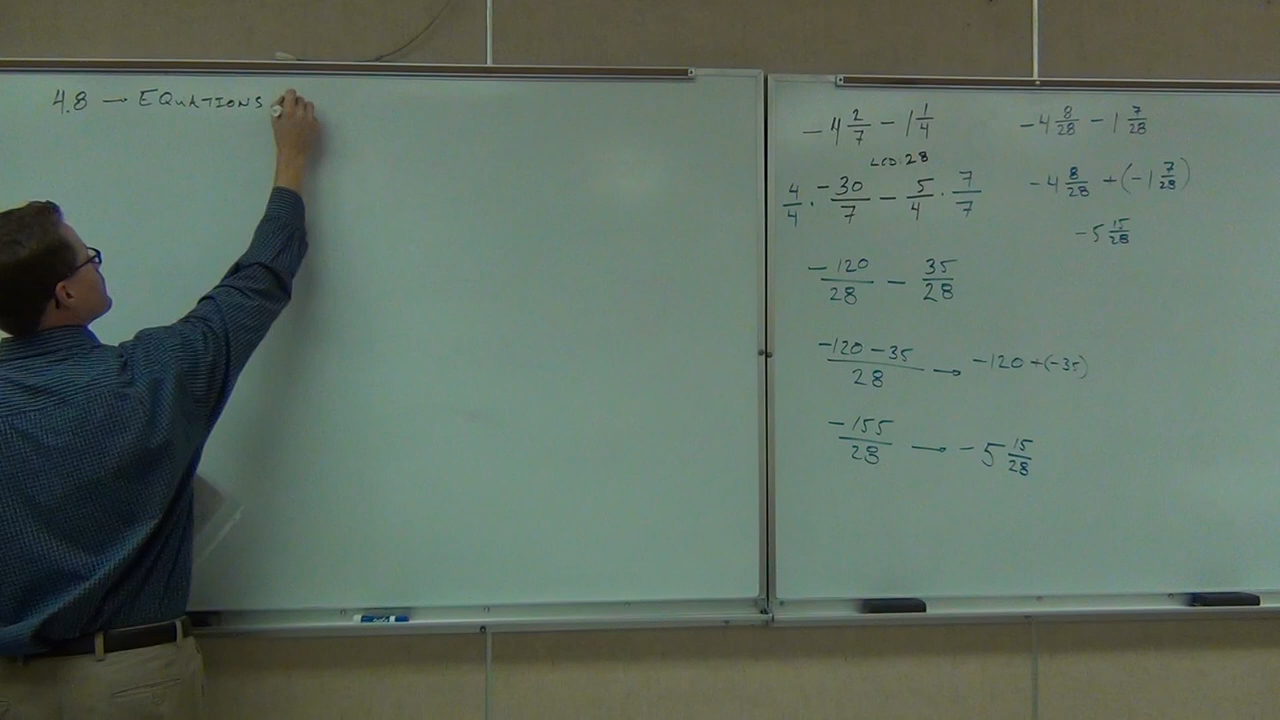 4.8 → EQUATIONS
-4 2/7 - 1 1/4
LCD: 28
4/4 · -30/7 - 5/4 · 7/7
-120/28 - 35/28
-120-35/28 → -120+(-35)
-155/28 → -5 15/28
-4 8/28 - 1 7/28
-4 8/28 + (-1 7/28)
-5 15/28